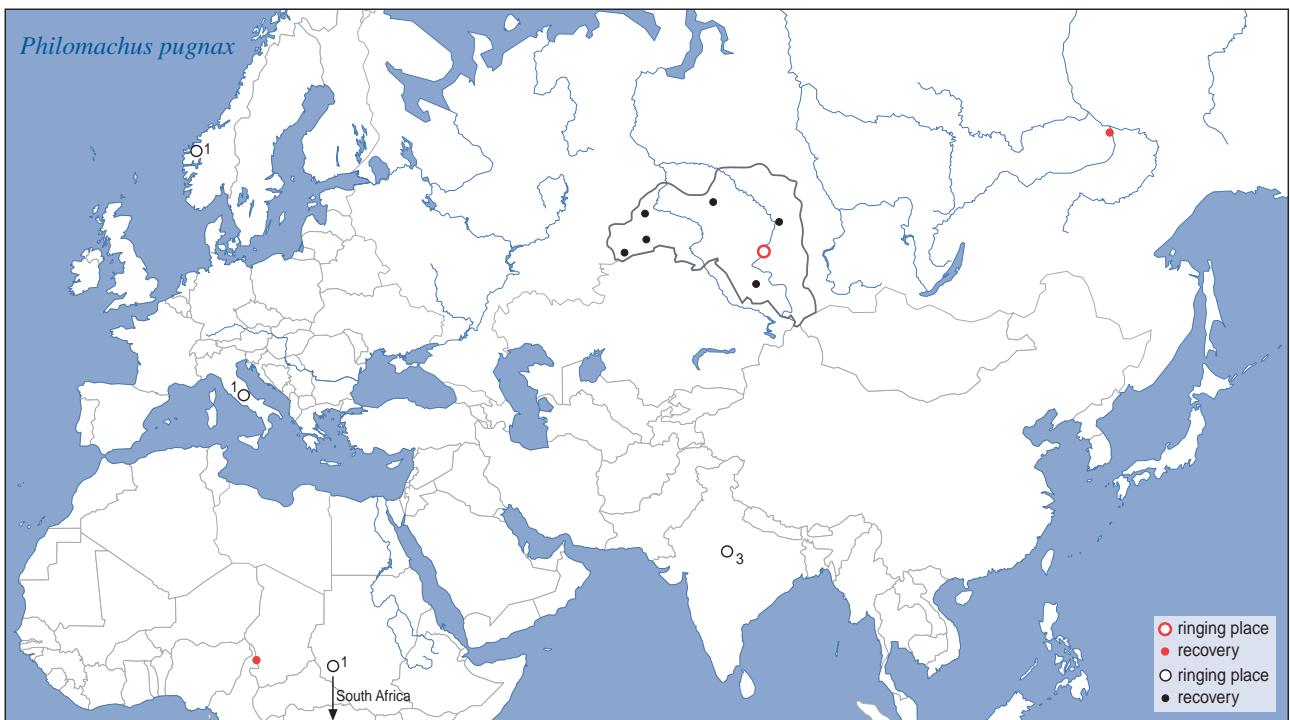 Philomachus pugnax
1
1
3
1
South Africa
ringing place
recovery
ringing place
recovery